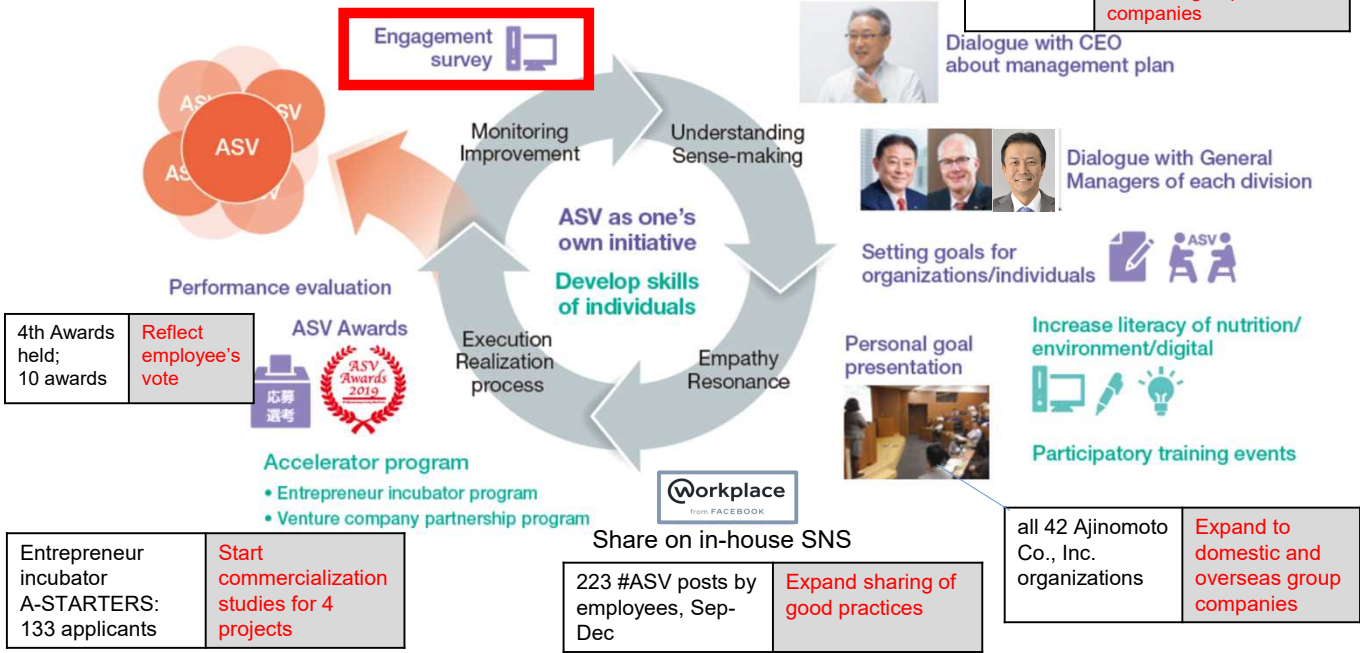 companies
Engagement
survey
Dialogue with CEO
about management plan
ASV
Monitoring
Improvement
Understanding
Sense-making
Dialogue with General
Managers of each division
ASV as one's
own initiative
Develop skills
of individuals
Setting goals for
organizations/individuals
ASV
Performance evaluation
4th Awards
held;
10 awards
Reflect
employee's
vote
ASV Awards
応募
選考
ASV
Awards
2019
Execution
Realization
process
Empathy
Resonance
Personal goal
presentation
Increase literacy of nutrition/
environment/digital
Participatory training events
Accelerator program
• Entrepreneur incubator program
• Venture company partnership program
Workplace
from FACEBOOK
Share on in-house SNS
Entrepreneur
incubator
A-STARTERS:
133 applicants
Start
commercialization
studies for 4
projects
223 #ASV posts by
employees, Sep-
Dec
Expand sharing of
good practices
all 42 Ajinomoto
Co., Inc.
organizations
Expand to
domestic and
overseas group
companies